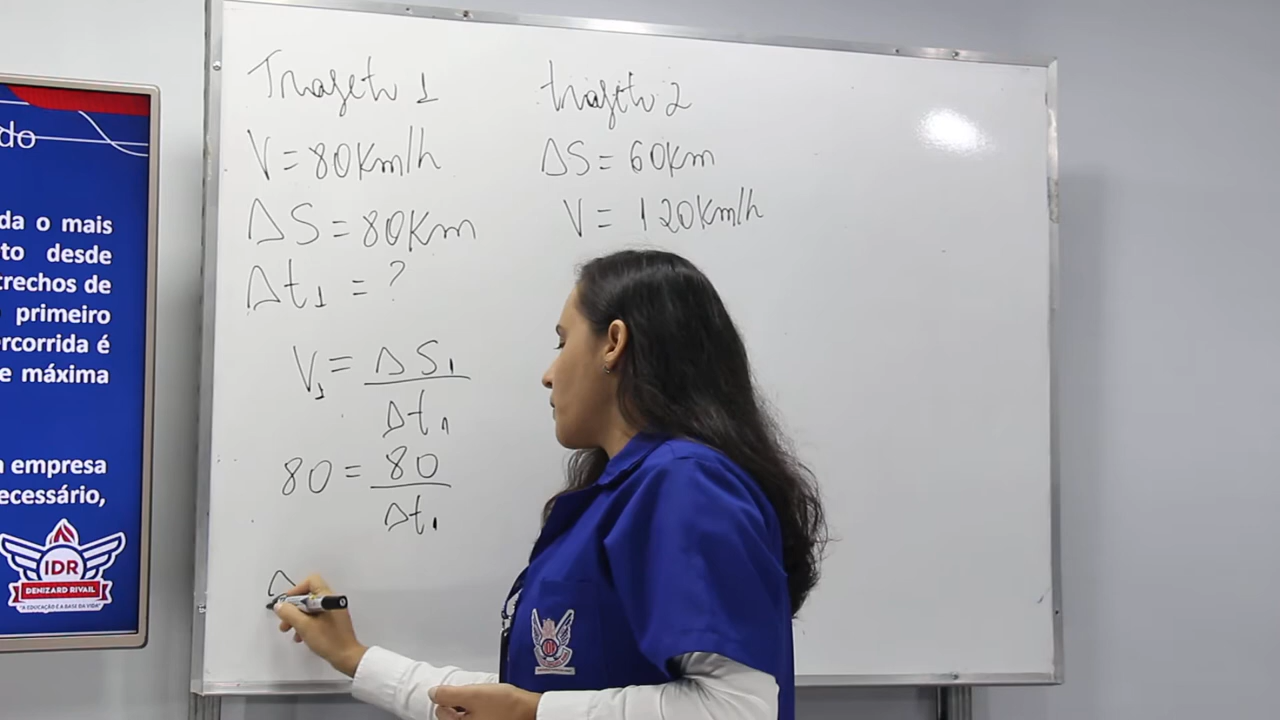 do
da o mais
to desde
trechos de
primeiro
rcorrida é
e máxima
a empresa
ecessário,
IDR
DENIZARD RIVAIL
"A EDUCAÇÃO É A BASE DA VIDA"
Trajeto 1
V = 80Km/h
ΔS = 80Km
Δt₁ = ?
V₁ = ΔS₁ / Δt₁
80 = 80 / Δt₁
Δ
trajeto 2
ΔS = 60Km
V = 120Km/h